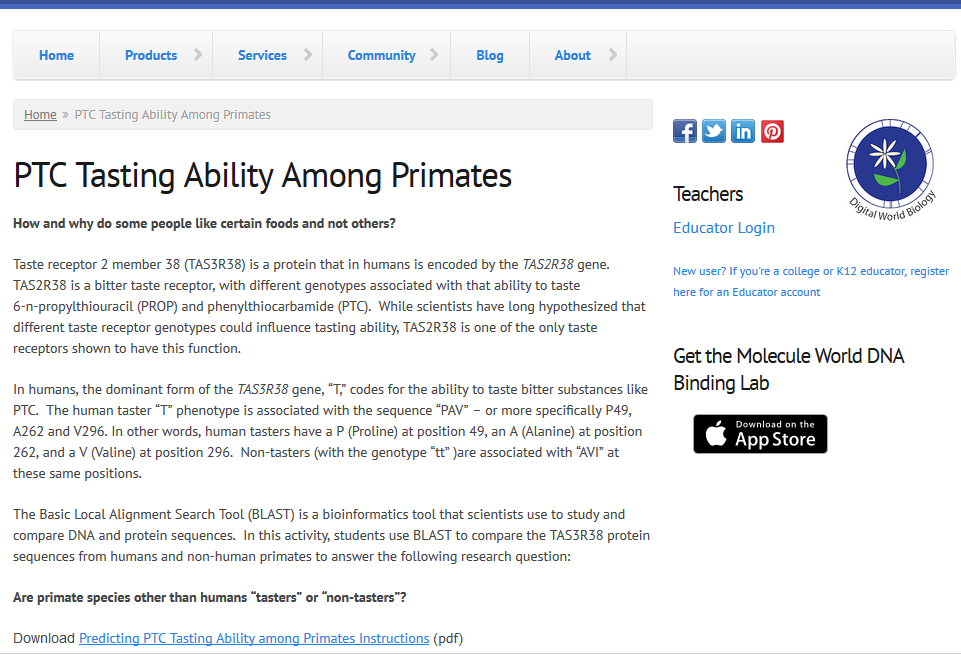 Home Products Services Community Blog About
Home » PTC Tasting Ability Among Primates
PTC Tasting Ability Among Primates
How and why do some people like certain foods and not others?
Taste receptor 2 member 38 (TAS3R38) is a protein that in humans is encoded by the TAS2R38 gene.
TAS2R38 is a bitter taste receptor, with different genotypes associated with that ability to taste
6-n-propylthiouracil (PROP) and phenylthiocarbamide (PTC).  While scientists have long hypothesized that
different taste receptor genotypes could influence tasting ability, TAS2R38 is one of the only taste
receptors shown to have this function.
In humans, the dominant form of the TAS3R38 gene, “T,” codes for the ability to taste bitter substances like
PTC.  The human taster “T” phenotype is associated with the sequence “PAV” – or more specifically P49,
A262 and V296. In other words, human tasters have a P (Proline) at position 49, an A (Alanine) at position
262, and a V (Valine) at position 296.  Non-tasters (with the genotype “tt” )are associated with “AVI” at
these same positions.
The Basic Local Alignment Search Tool (BLAST) is a bioinformatics tool that scientists use to study and
compare DNA and protein sequences.  In this activity, students use BLAST to compare the TAS3R38 protein
sequences from humans and non-human primates to answer the following research question:
Are primate species other than humans “tasters” or “non-tasters”?
Download Predicting PTC Tasting Ability among Primates Instructions (pdf)
Digital World Biology
Teachers
Educator Login
New user? If you're a college or K12 educator, register
here for an Educator account
Get the Molecule World DNA
Binding Lab
Download on the
App Store